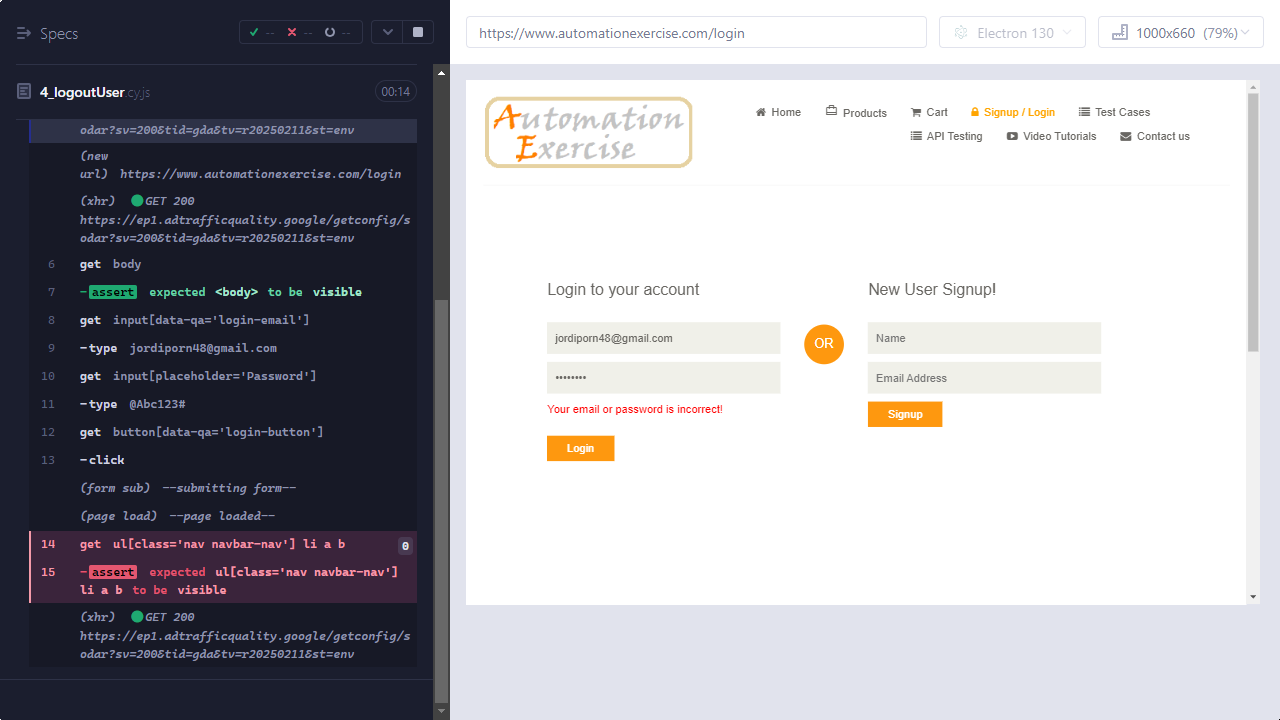 Specs
--
--
--
4_logoutUser.cy.js
00:14
odar?sv=200&tid=gda&tv=r20250211&st=env
(new
url) https://www.automationexercise.com/login
(xhr) GET 200
https://ep1.adtrafficquality.google/getconfig/s
odar?sv=200&tid=gda&tv=r20250211&st=env
6 get body
7 -assert expected <body> to be visible
8 get input[data-qa='login-email']
9 -type jordiporn48@gmail.com
10 get input[placeholder='Password']
11 -type @Abc123#
12 get button[data-qa='login-button']
13 -click
(form sub) --submitting form--
(page load) --page loaded--
14 get ul[class='nav navbar-nav'] li a b 0
15 -assert expected ul[class='nav navbar-nav']
li a b to be visible
(xhr) GET 200
https://ep1.adtrafficquality.google/getconfig/s
odar?sv=200&tid=gda&tv=r20250211&st=env
https://www.automationexercise.com/login
Electron 130
1000x660 (79%)
Automation
Exercise
Home Products Cart Signup / Login Test Cases
API Testing Video Tutorials Contact us
Login to your account
jordiporn48@gmail.com
••••••••
Your email or password is incorrect!
Login
OR
New User Signup!
Name
Email Address
Signup